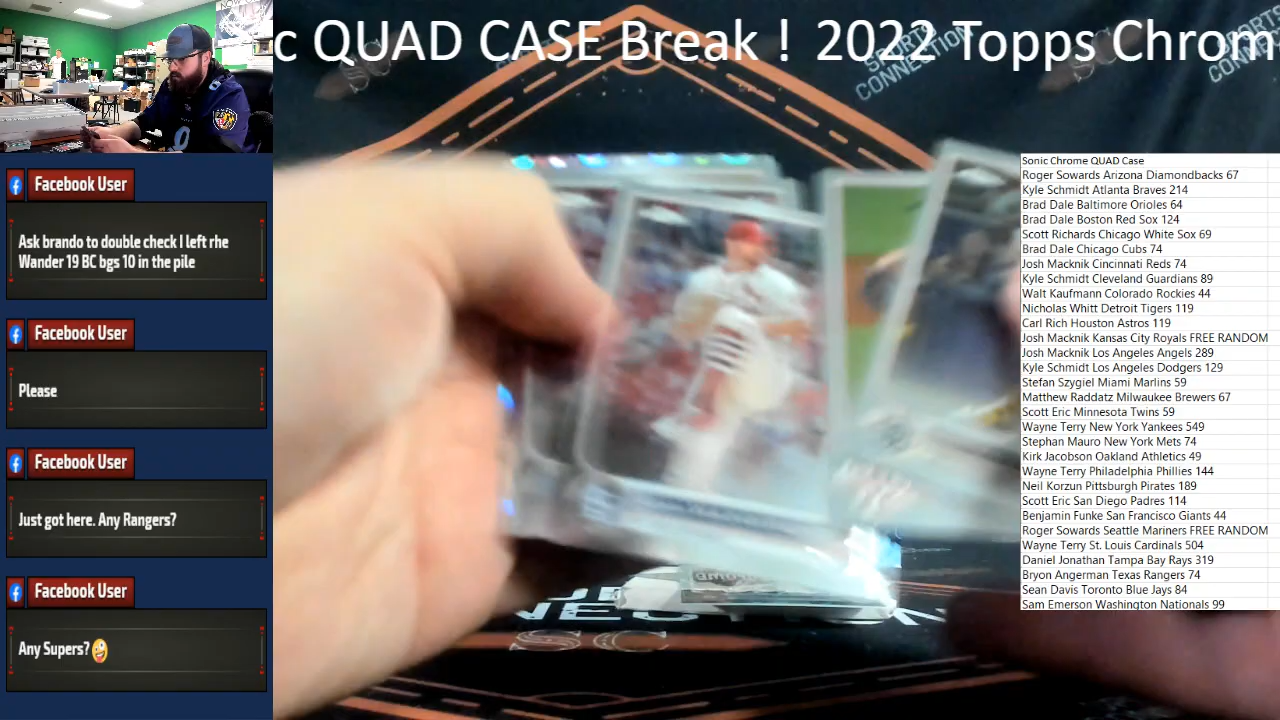 c QUAD CASE Break ! 2022 Topps Chrom
SPORTS
CONNECTION
Facebook User
Ask brando to double check I left rhe
Wander 19 BC bgs 10 in the pile
Facebook User
Please
Facebook User
Just got here. Any Rangers?
Facebook User
Any Supers?🤪
Sonic Chrome QUAD Case
Roger Sowards Arizona Diamondbacks 67
Kyle Schmidt Atlanta Braves 214
Brad Dale Baltimore Orioles 64
Brad Dale Boston Red Sox 124
Scott Richards Chicago White Sox 69
Brad Dale Chicago Cubs 74
Josh Macknik Cincinnati Reds 74
Kyle Schmidt Cleveland Guardians 89
Walt Kaufmann Colorado Rockies 44
Nicholas Whitt Detroit Tigers 119
Carl Rich Houston Astros 119
Josh Macknik Kansas City Royals FREE RANDOM
Josh Macknik Los Angeles Angels 289
Kyle Schmidt Los Angeles Dodgers 129
Stefan Szygiel Miami Marlins 59
Matthew Raddatz Milwaukee Brewers 67
Scott Eric Minnesota Twins 59
Wayne Terry New York Yankees 549
Stephan Mauro New York Mets 74
Kirk Jacobson Oakland Athletics 49
Wayne Terry Philadelphia Phillies 144
Neil Korzun Pittsburgh Pirates 189
Scott Eric San Diego Padres 114
Benjamin Funke San Francisco Giants 44
Roger Sowards Seattle Mariners FREE RANDOM
Wayne Terry St. Louis Cardinals 504
Daniel Jonathan Tampa Bay Rays 319
Bryon Angerman Texas Rangers 74
Sean Davis Toronto Blue Jays 84
Sam Emerson Washington Nationals 99